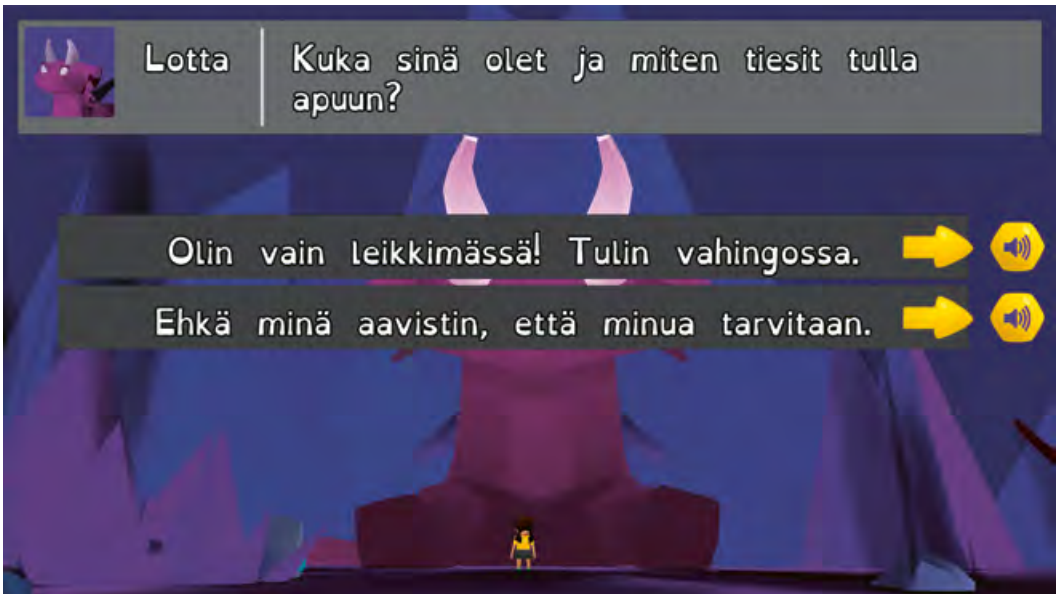 Lotta
Kuka sinä olet ja miten tiesit tulla
apuun?
Olin vain leikkimässä! Tulin vahingossa.
Ehkä minä aavistin, että minua tarvitaan.